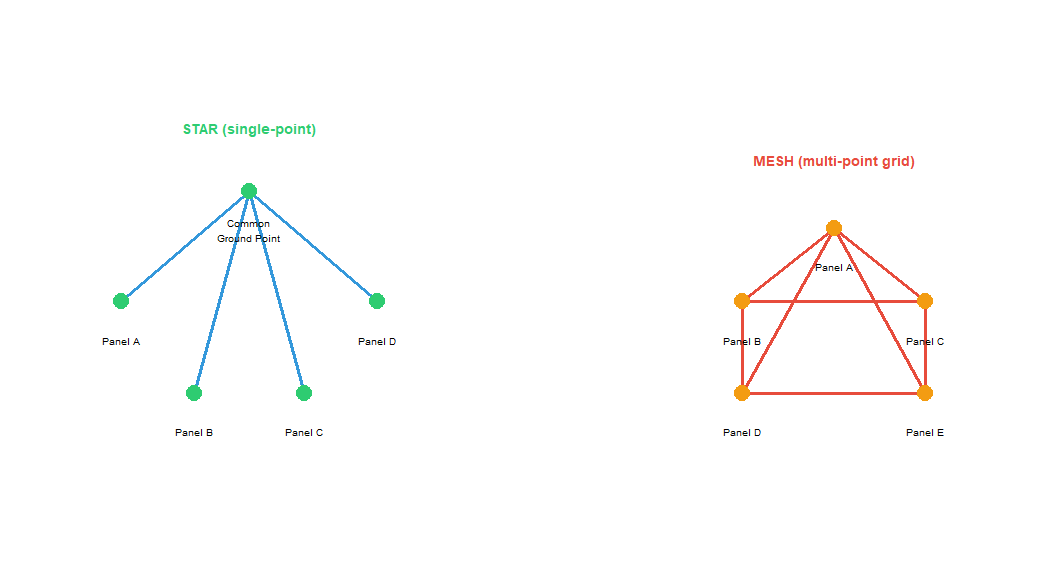 STAR (single-point)
Common
Ground Point
Panel A
Panel D
Panel B
Panel C
MESH (multi-point grid)
Panel A
Panel B
Panel C
Panel D
Panel E